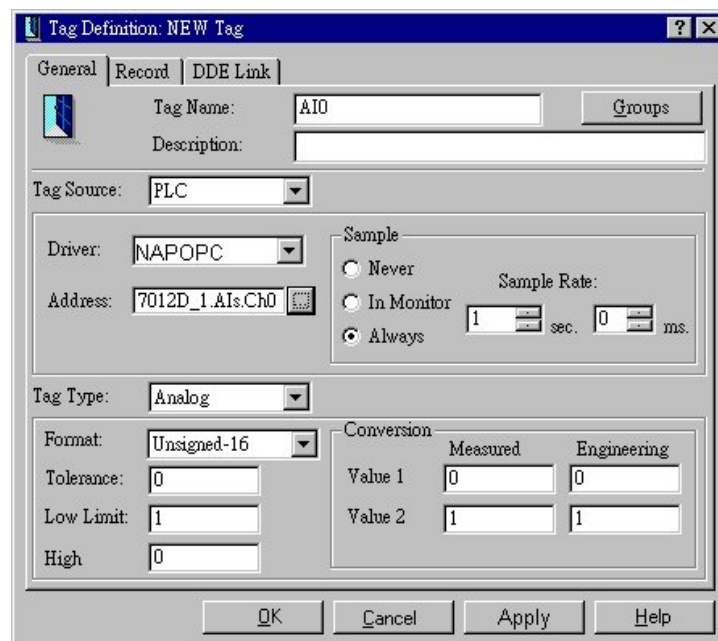 Tag Definition: NEW Tag
General Record DDE Link
Tag Name: AI0 Groups
Description:
Tag Source: PLC
Driver: NAPOPC
Address: 7012D_1.AIs.Ch0
Sample
Never
In Monitor
Always
Sample Rate:
1 sec. 0 ms.
Tag Type: Analog
Format: Unsigned-16
Tolerance: 0
Low Limit: 1
High 0
Conversion
Measured Engineering
Value 1 0 0
Value 2 1 1
OK Cancel Apply Help